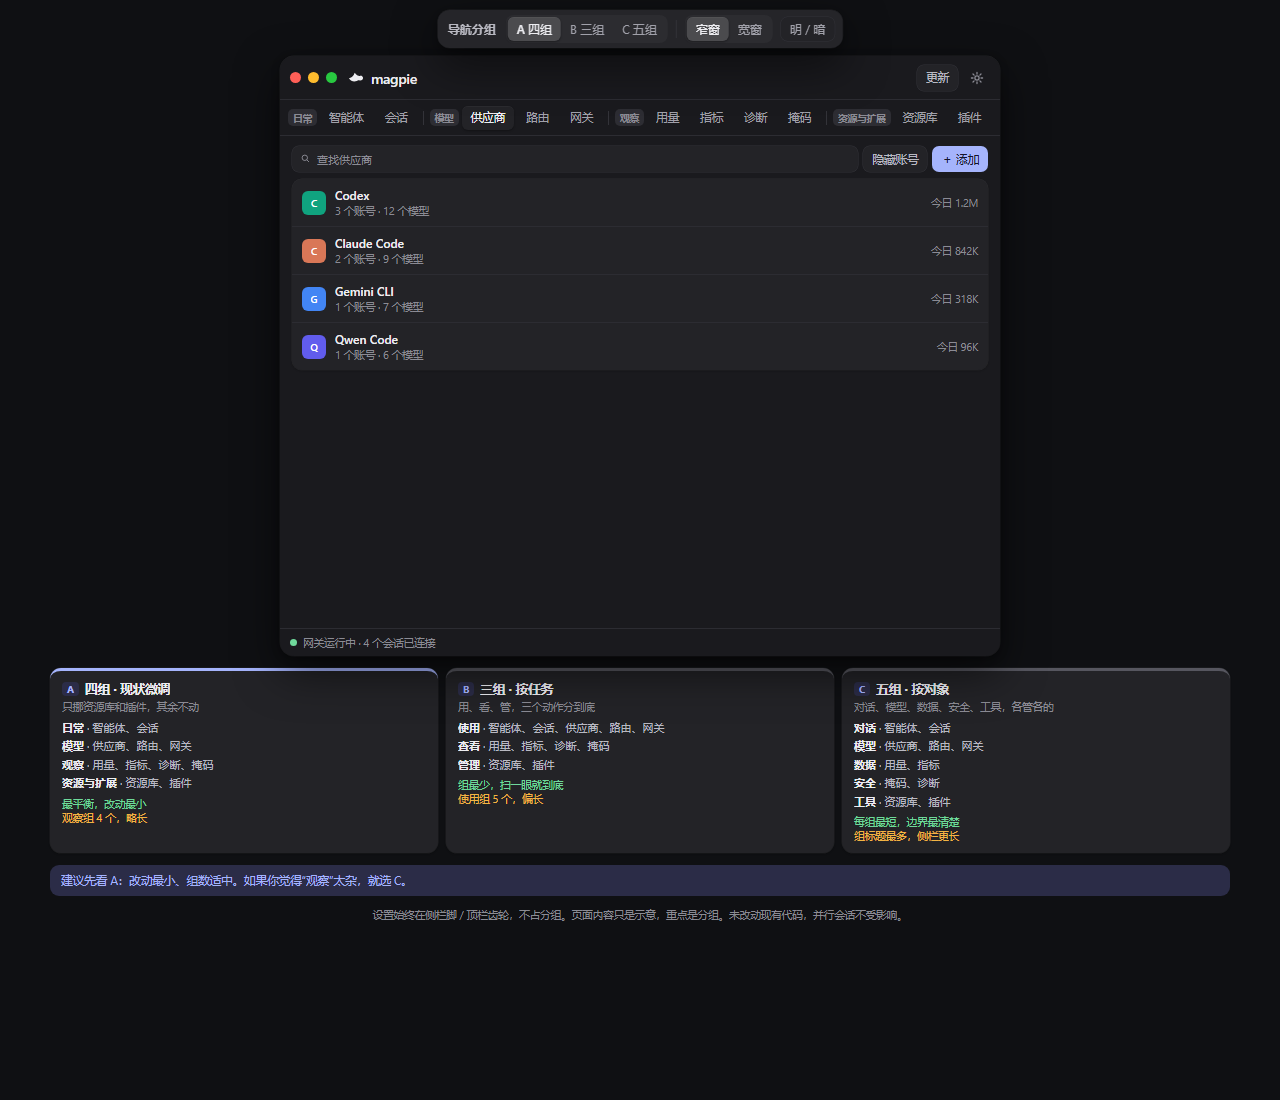 导航分组 A 四组 B 三组 C 五组 窄窗 宽窗 明 / 暗
magpie 更新
日常 智能体 会话 模型 供应商 路由 网关 观察 用量 指标 诊断 掩码 资源与扩展 资源库 插件
查找供应商 隐藏账号 + 添加
C Codex
3 个账号 · 12 个模型 今日 1.2M
C Claude Code
2 个账号 · 9 个模型 今日 842K
G Gemini CLI
1 个账号 · 7 个模型 今日 318K
Q Qwen Code
1 个账号 · 6 个模型 今日 96K
网关运行中 · 4 个会话已连接
A 四组 · 现状微调
只挪资源库和插件，其余不动
日常 · 智能体、会话
模型 · 供应商、路由、网关
观察 · 用量、指标、诊断、掩码
资源与扩展 · 资源库、插件
最平衡，改动最小
观察组 4 个，略长
B 三组 · 按任务
用、看、管，三个动作分到底
使用 · 智能体、会话、供应商、路由、网关
查看 · 用量、指标、诊断、掩码
管理 · 资源库、插件
组最少，扫一眼就到底
使用组 5 个，偏长
C 五组 · 按对象
对话、模型、数据、安全、工具，各管各的
对话 · 智能体、会话
模型 · 供应商、路由、网关
数据 · 用量、指标
安全 · 掩码、诊断
工具 · 资源库、插件
每组最短，边界最清楚
组标题最多，侧栏更长
建议先看 A：改动最小、组数适中。如果你觉得“观察”太杂，就选 C。
设置始终在侧栏脚 / 顶栏齿轮，不占分组。页面内容只是示意，重点是分组。未改动现有代码，并行会话不受影响。